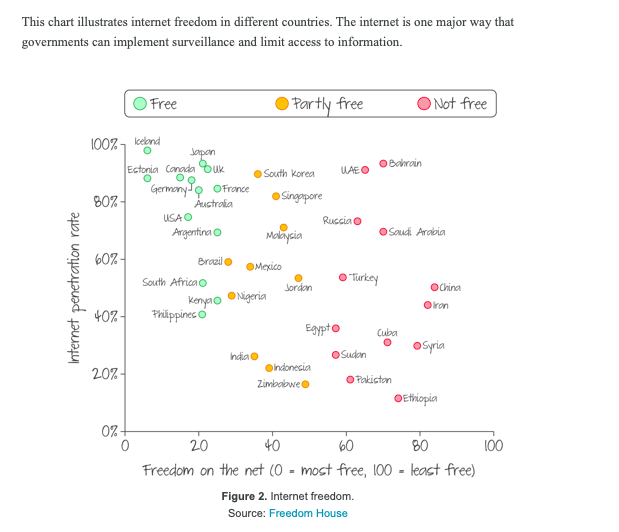 This chart illustrates internet freedom in different countries. The internet is one major way that
governments can implement surveillance and limit access to information.
Free
Partly free
Not free
100%
80%
60%
40%
20%
0%
Internet penetration rate
Iceland
Japan
Estonia
Canada
UK
South Korea
UAE
Bahrain
Germany
France
Singapore
Australia
USA
Russia
Argentina
Malaysia
Saudi Arabia
Brazil
Mexico
South Africa
Jordan
Turkey
China
Kenya
Nigeria
Iran
Philippines
Egypt
Cuba
Syria
India
Sudan
Indonesia
Zimbabwe
Pakistan
Ethiopia
0
20
40
60
80
100
Freedom on the net (0 = most free, 100 = least free)
Figure 2. Internet freedom.
Source: Freedom House